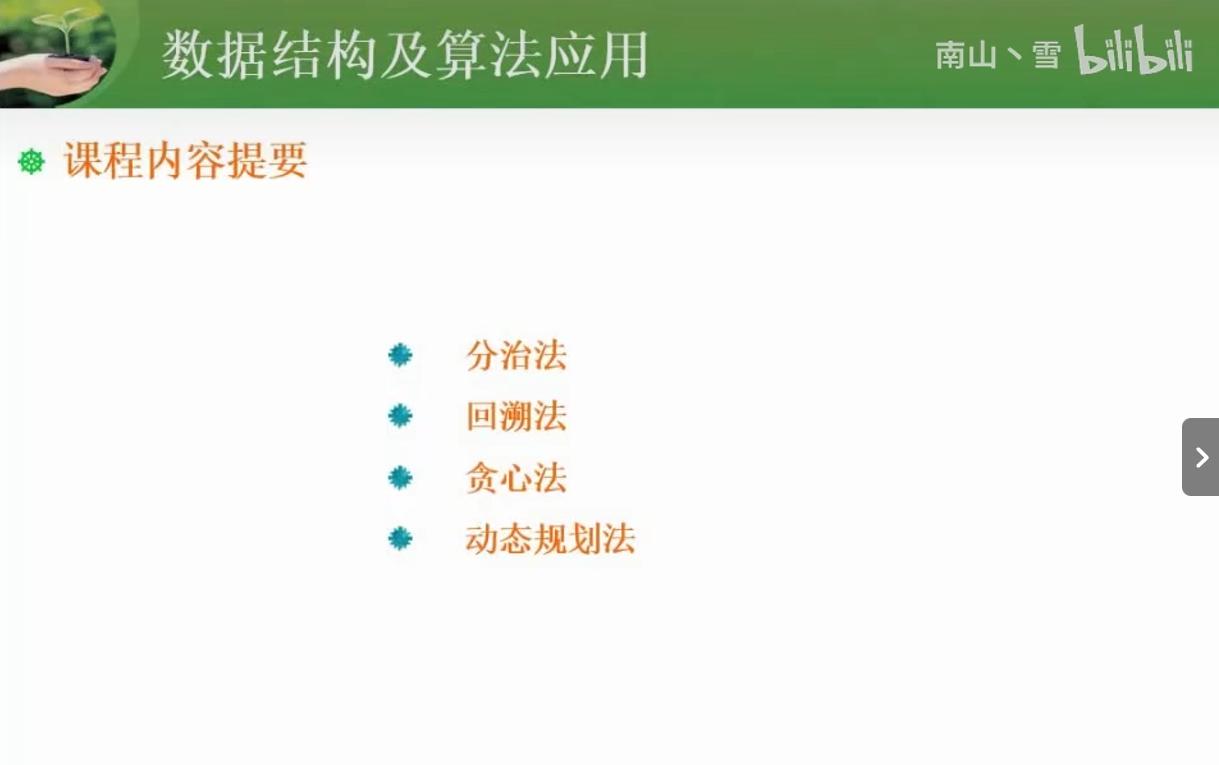 数据结构及算法应用
南山丶雪 bilibili
课程内容提要
分治法
回溯法
贪心法
动态规划法